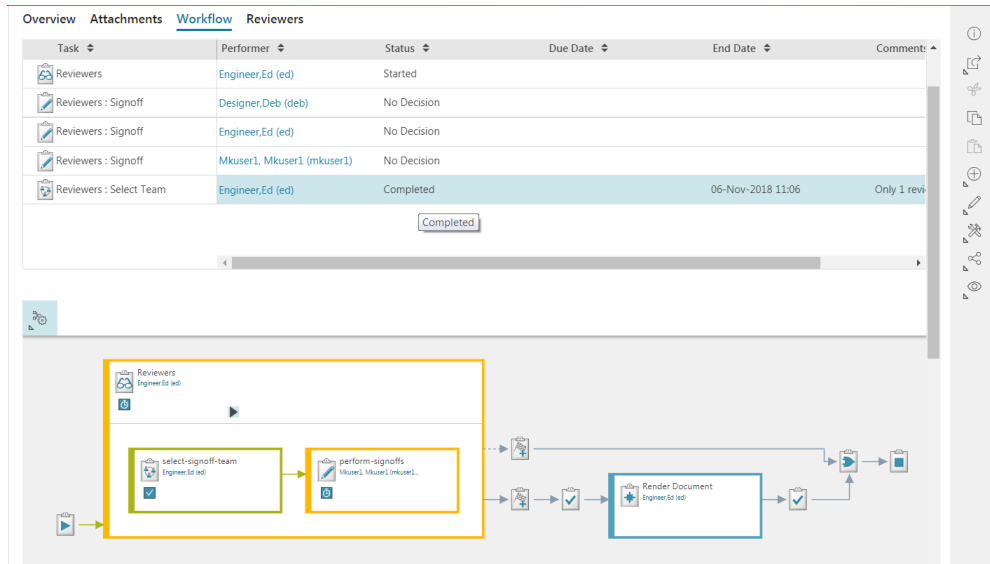 Overview Attachments Workflow Reviewers
Task Performer Status Due Date End Date Comments
Reviewers Engineer,Ed (ed) Started
Reviewers : Signoff Designer,Deb (deb) No Decision
Reviewers : Signoff Engineer,Ed (ed) No Decision
Reviewers : Signoff Mkuser1, Mkuser1 (mkuser1) No Decision
Reviewers : Select Team Engineer,Ed (ed) Completed 06-Nov-2018 11:06 Only 1 revi
Completed
Reviewers
Engineer,Ed (ed)
select-signoff-team
Engineer,Ed (ed)
perform-signoffs
Mkuser1, Mkuser1 (mkuser1...
Render Document
Engineer,Ed (ed)